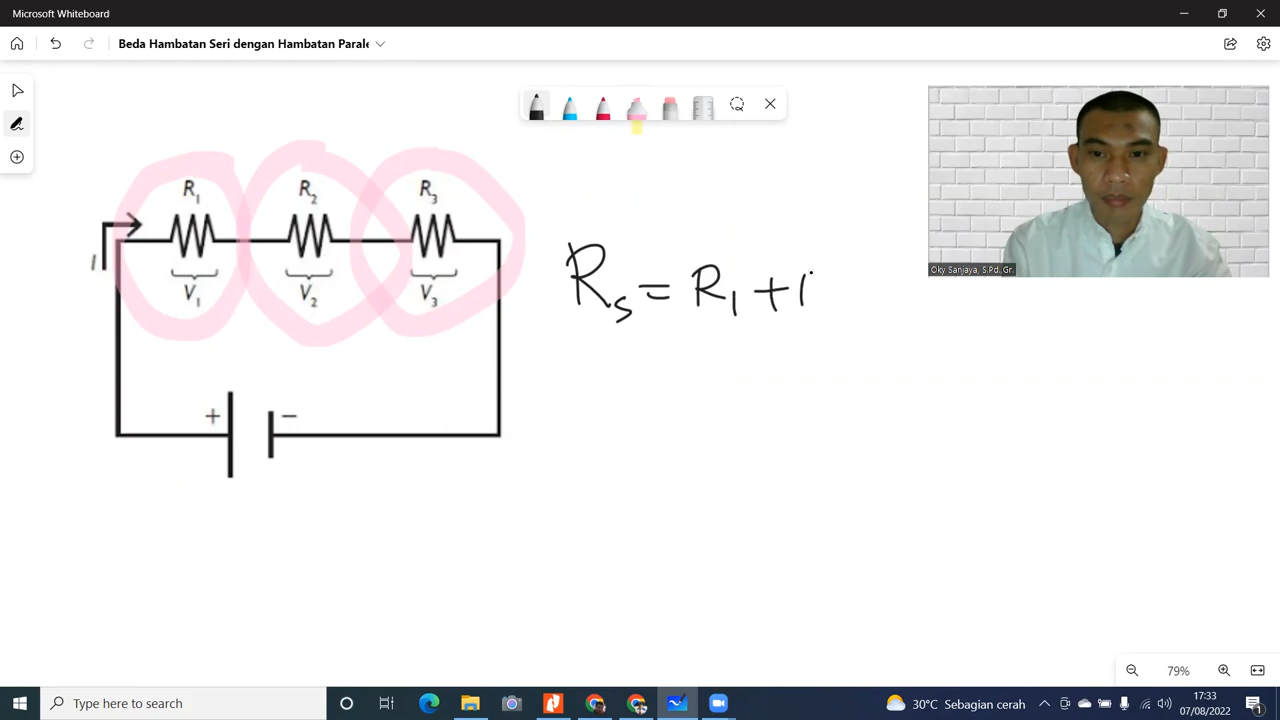 Microsoft Whiteboard
Beda Hambatan Seri dengan Hambatan Parale
R1 R2 R3
I
V1 V2 V3
+ −
Rs = R1 +
Oky Sanjaya, S.Pd.,Gr.
79%
Type here to search
30°C Sebagian cerah
17:33
07/08/2022
1